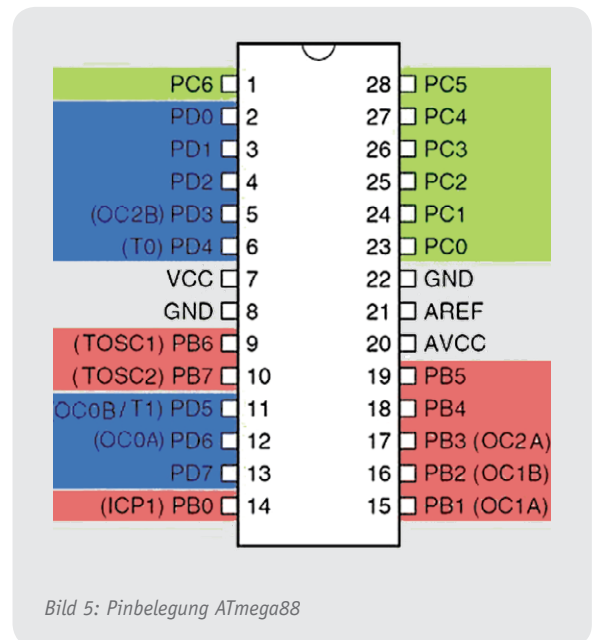 PC6 1 28 PC5
PD0 2 27 PC4
PD1 3 26 PC3
PD2 4 25 PC2
(OC2B) PD3 5 24 PC1
(T0) PD4 6 23 PC0
VCC 7 22 GND
GND 8 21 AREF
(TOSC1) PB6 9 20 AVCC
(TOSC2) PB7 10 19 PB5
OC0B/T1) PD5 11 18 PB4
(OC0A) PD6 12 17 PB3 (OC2A)
PD7 13 16 PB2 (OC1B)
(ICP1) PB0 14 15 PB1 (OC1A)
Bild 5: Pinbelegung ATmega88